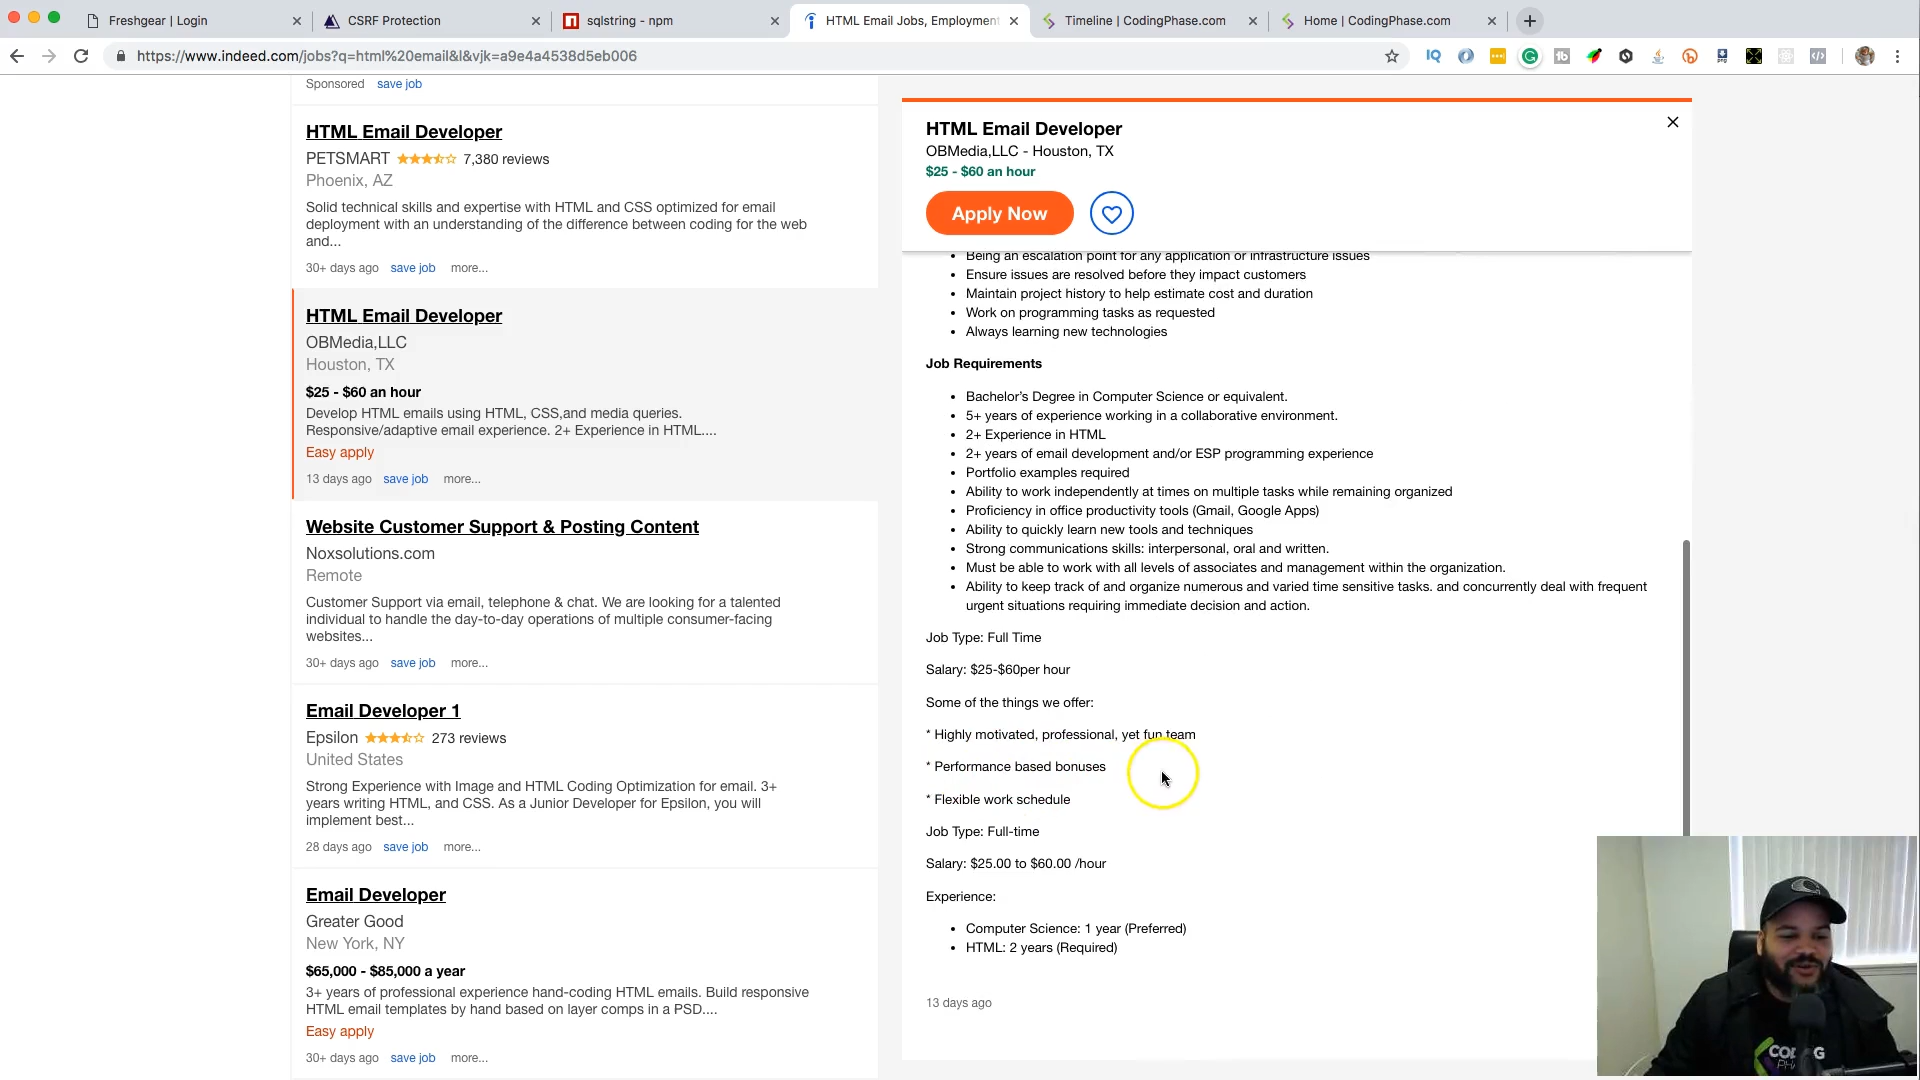 Freshgear | Login
CSRF Protection
sqlstring - npm
HTML Email Jobs, Employment
Timeline | CodingPhase.com
Home | CodingPhase.com
https://www.indeed.com/jobs?q=html%20email&l&vjk=a9e4a4538d5eb006
Sponsored save job
HTML Email Developer
PETSMART 7,380 reviews
Phoenix, AZ
Solid technical skills and expertise with HTML and CSS optimized for email
deployment with an understanding of the difference between coding for the web
and...
30+ days ago save job more...
HTML Email Developer
OBMedia,LLC
Houston, TX
$25 - $60 an hour
Develop HTML emails using HTML, CSS,and media queries.
Responsive/adaptive email experience. 2+ Experience in HTML....
Easy apply
13 days ago save job more...
Website Customer Support & Posting Content
Noxsolutions.com
Remote
Customer Support via email, telephone & chat. We are looking for a talented
individual to handle the day-to-day operations of multiple consumer-facing
websites...
30+ days ago save job more...
Email Developer 1
Epsilon 273 reviews
United States
Strong Experience with Image and HTML Coding Optimization for email. 3+
years writing HTML, and CSS. As a Junior Developer for Epsilon, you will
implement best...
28 days ago save job more...
Email Developer
Greater Good
New York, NY
$65,000 - $85,000 a year
3+ years of professional experience hand-coding HTML emails. Build responsive
HTML email templates by hand based on layer comps in a PSD....
Easy apply
30+ days ago save job more...
HTML Email Developer
OBMedia,LLC - Houston, TX
$25 - $60 an hour
Apply Now
Being an escalation point for any application or infrastructure issues
Ensure issues are resolved before they impact customers
Maintain project history to help estimate cost and duration
Work on programming tasks as requested
Always learning new technologies
Job Requirements
Bachelor's Degree in Computer Science or equivalent.
5+ years of experience working in a collaborative environment.
2+ Experience in HTML
2+ years of email development and/or ESP programming experience
Portfolio examples required
Ability to work independently at times on multiple tasks while remaining organized
Proficiency in office productivity tools (Gmail, Google Apps)
Ability to quickly learn new tools and techniques
Strong communications skills: interpersonal, oral and written.
Must be able to work with all levels of associates and management within the organization.
Ability to keep track of and organize numerous and varied time sensitive tasks. and concurrently deal with frequent
urgent situations requiring immediate decision and action.
Job Type: Full Time
Salary: $25-$60per hour
Some of the things we offer:
* Highly motivated, professional, yet fun team
* Performance based bonuses
* Flexible work schedule
Job Type: Full-time
Salary: $25.00 to $60.00 /hour
Experience:
Computer Science: 1 year (Preferred)
HTML: 2 years (Required)
13 days ago